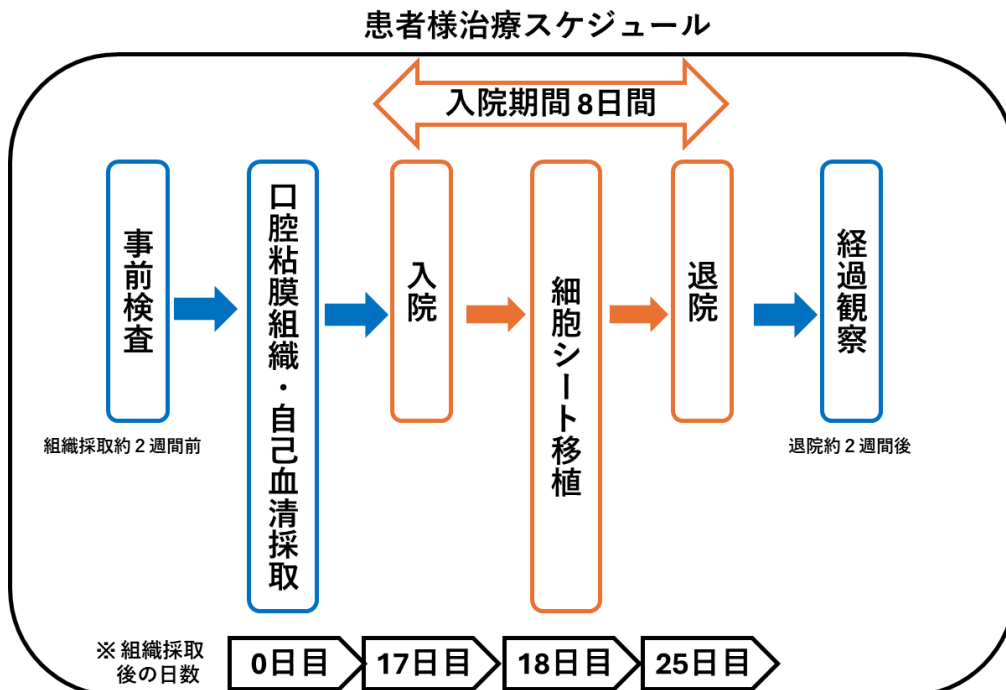 患者様治療スケジュール
入院期間 8日間
事前検査
口腔粘膜組織・自己血清採取
入院
細胞シート移植
退院
経過観察
組織採取約２週間前
退院約２週間後
※ 組織採取
後の日数
0日目
17日目
18日目
25日目